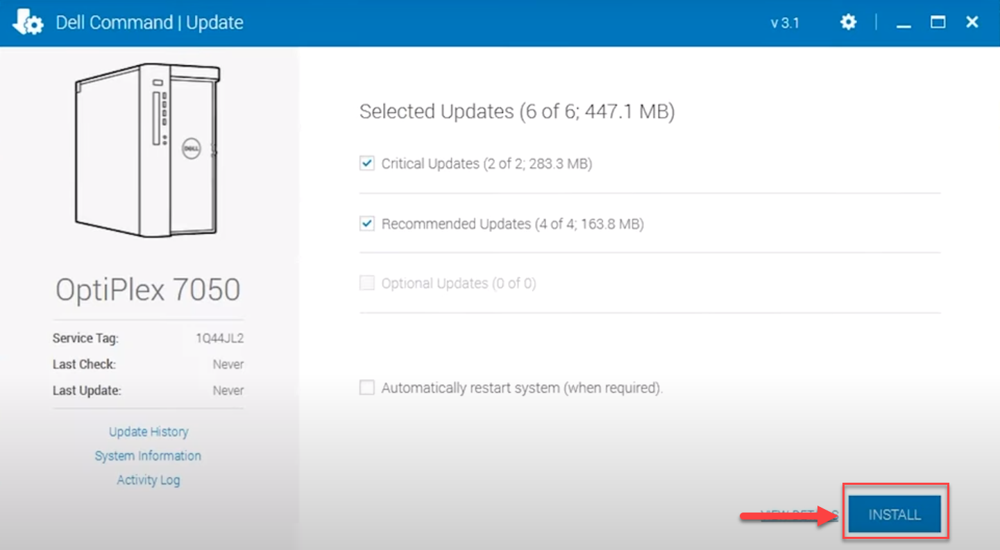 Dell Command | Update
v 3.1
DELL
OptiPlex 7050
Service Tag: 1Q44JL2
Last Check: Never
Last Update: Never
Update History
System Information
Activity Log
Selected Updates (6 of 6; 447.1 MB)
Critical Updates (2 of 2; 283.3 MB)
Recommended Updates (4 of 4; 163.8 MB)
Optional Updates (0 of 0)
Automatically restart system (when required).
VIEW DETAILS
INSTALL